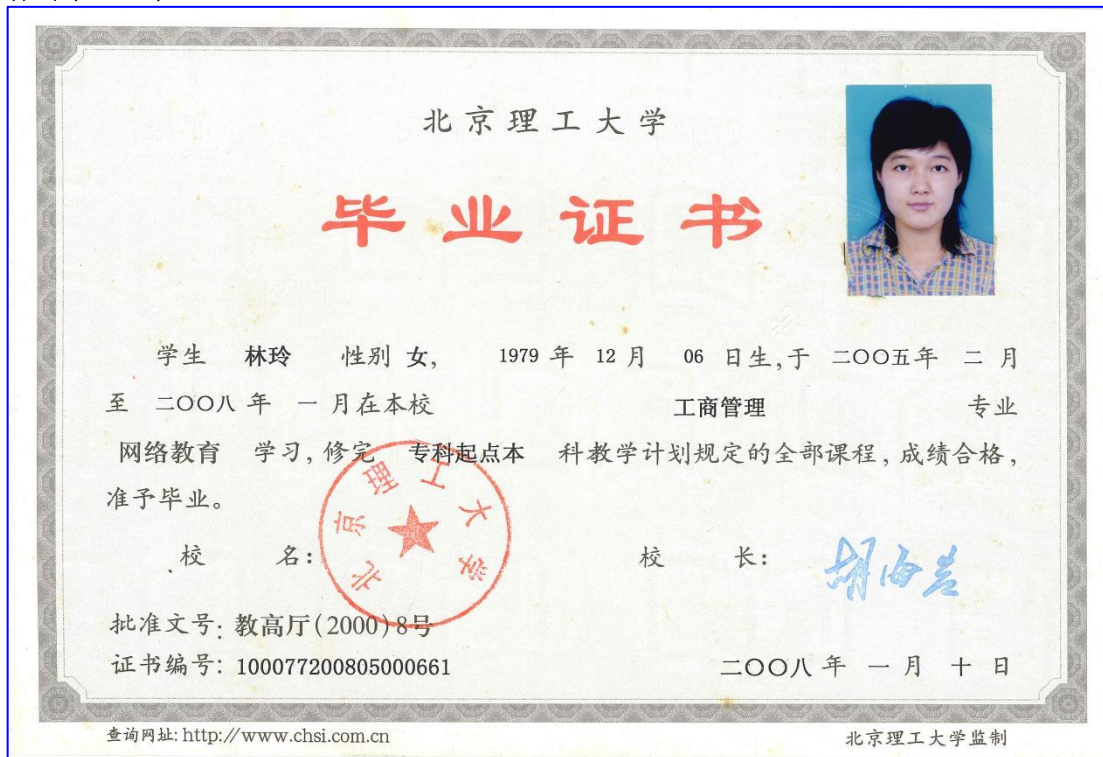 北京理工大学
毕业证书
学生 林玲 性别 女, 1979 年 12 月 06 日生,于 二〇〇五年 二 月
至 二〇〇八 年 一 月在本校 工商管理 专业
网络教育 学习, 修完 专科起点本 科教学计划规定的全部课程, 成绩合格,
准予毕业。
北京理工大学
校 名: 校 长: 胡海岩
批准文号: 教高厅(2000)8号
证书编号: 100077200805000661 二〇〇八 年 一 月 十 日
查询网址: http://www.chsi.com.cn 北京理工大学监制